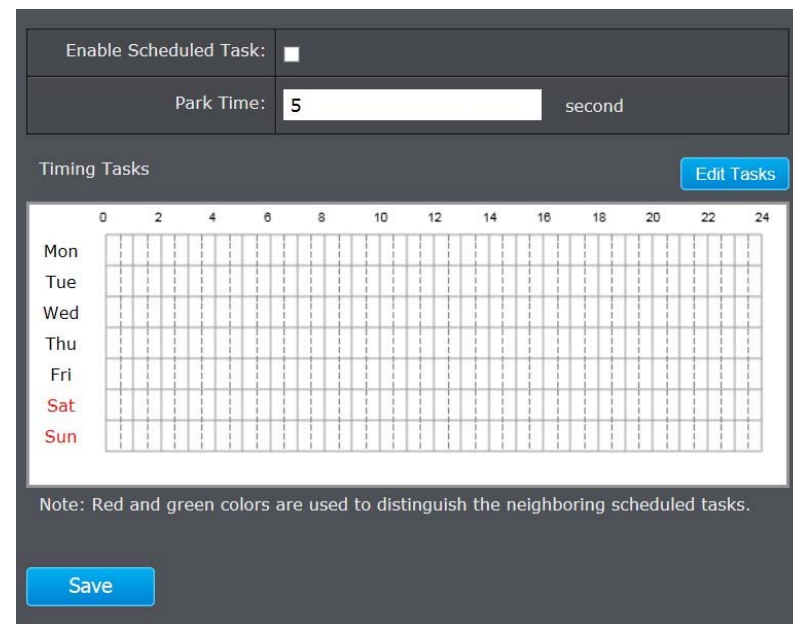 Enable Scheduled Task:
Park Time: 5 second
Timing Tasks Edit Tasks
0 2 4 6 8 10 12 14 16 18 20 22 24
Mon
Tue
Wed
Thu
Fri
Sat
Sun
Note: Red and green colors are used to distinguish the neighboring scheduled tasks.
Save